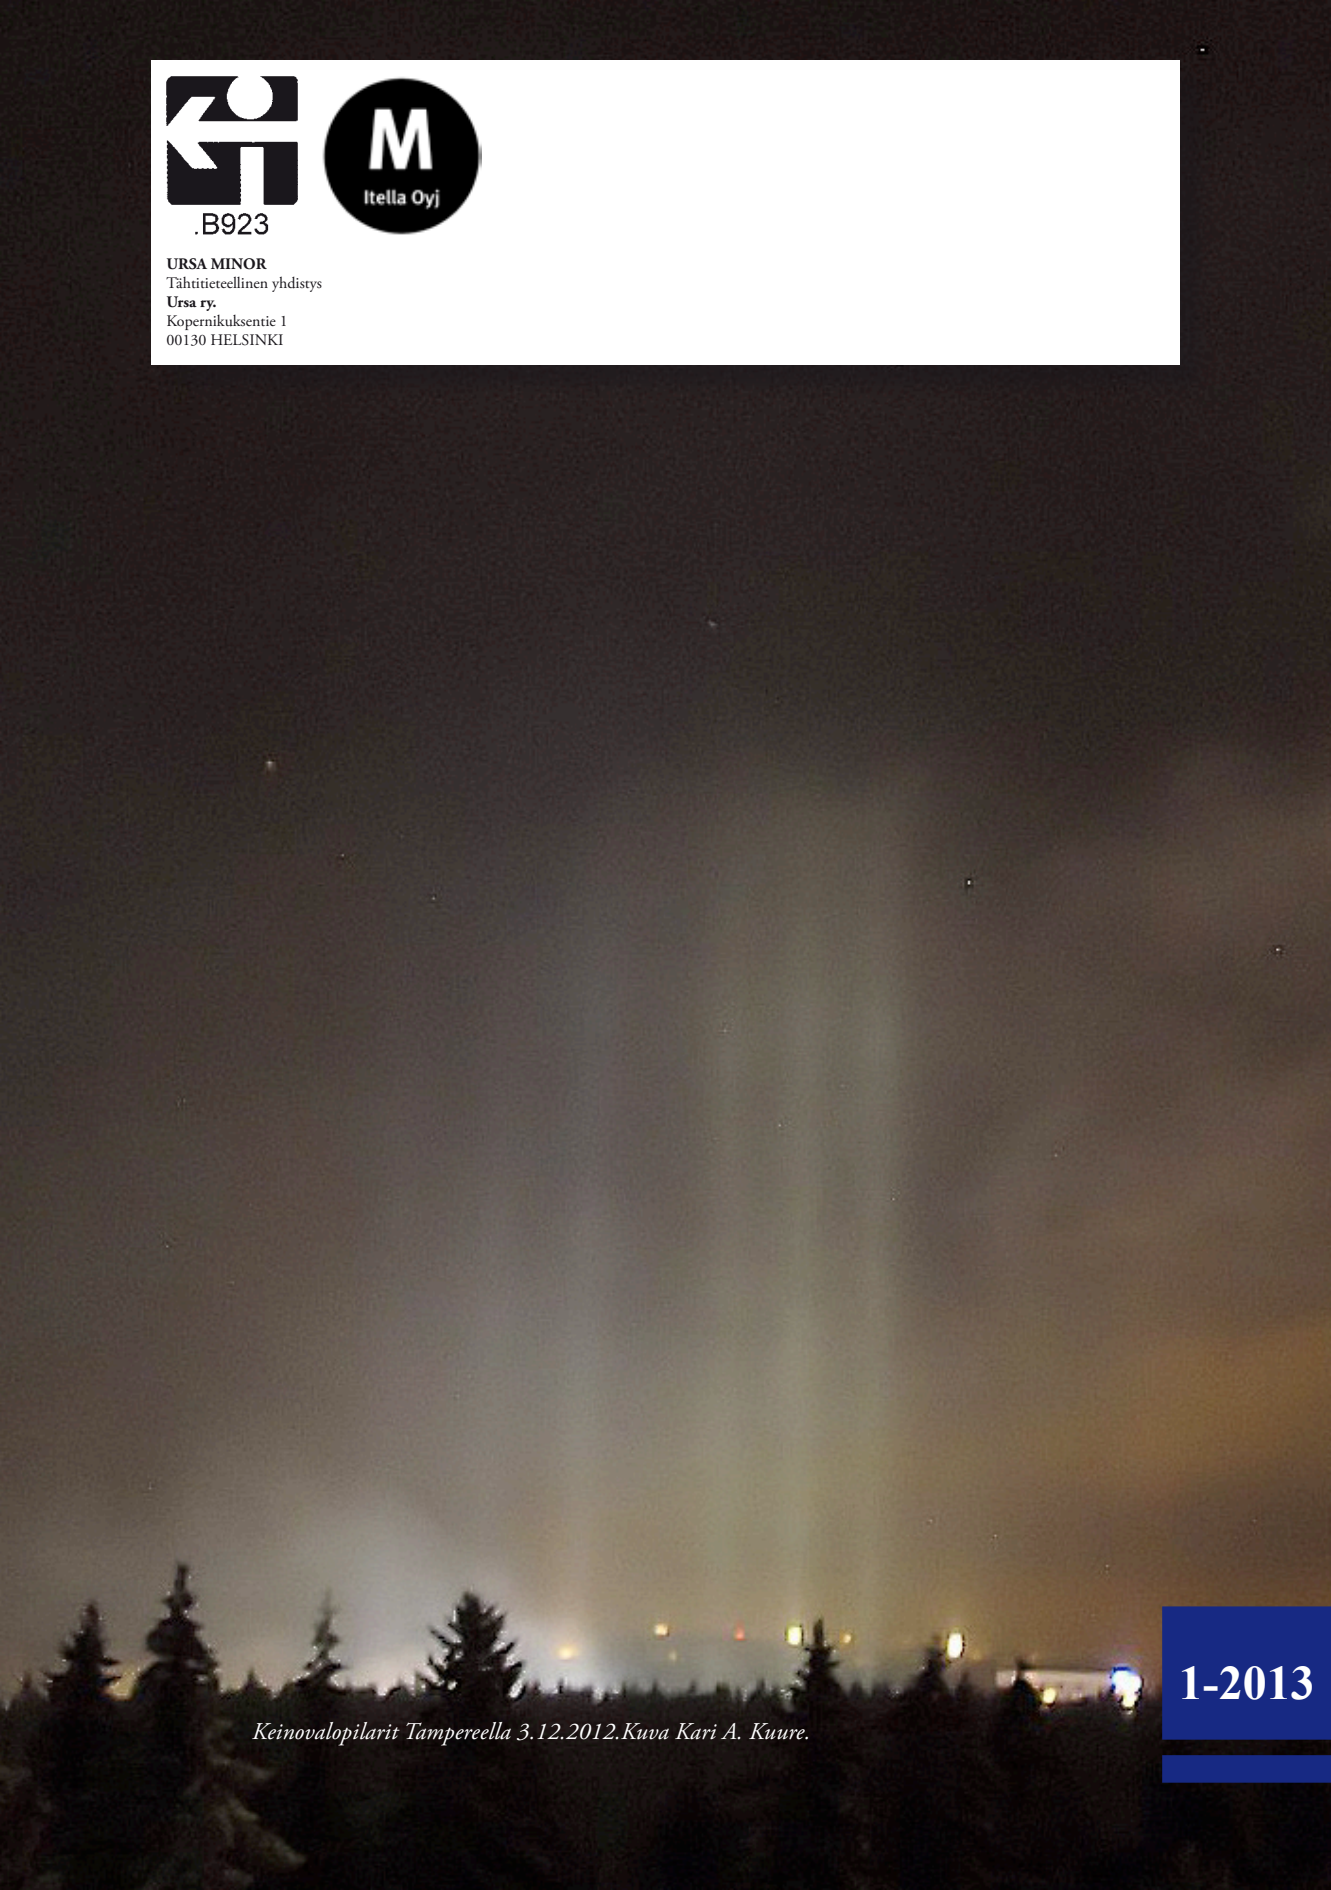 .B923
M
Itella Oyj
URSA MINOR
Tähtitieteellinen yhdistys
Ursa ry.
Kopernikuksentie 1
00130 HELSINKI
1-2013
Keinovalopilarit Tampereella 3.12.2012.Kuva Kari A. Kuure.